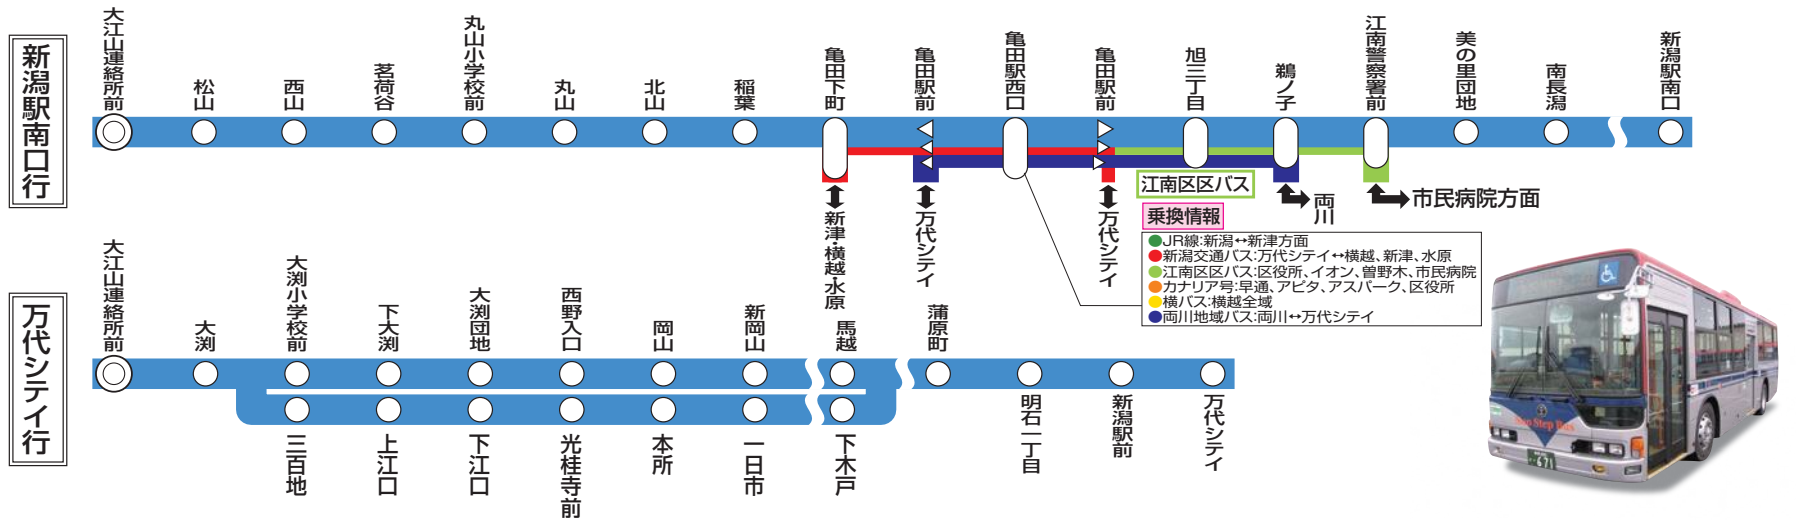 新潟駅南口行
大江山連絡所前
松山
西山
茗荷谷
丸山小学校前
丸山
北山
稲葉
亀田下町
亀田駅前
亀田駅西口
亀田駅前
旭三丁目
鵜ノ子
江南警察署前
美の里団地
南長潟
新潟駅南口
新津・横越・水原
万代シテイ
万代シテイ
江南区区バス
両川
市民病院方面
乗換情報
JR線:新潟↔新津方面
新潟交通バス:万代シテイ↔横越、新津、水原
江南区区バス:区役所、イオン、曽野木、市民病院
カナリア号:早通、アピタ、アスパーク、区役所
横バス:横越全域
両川地域バス:両川↔万代シテイ
万代シテイ行
大江山連絡所前
大渕
大渕小学校前
下大渕
大渕団地
西野入口
岡山
新岡山
馬越
蒲原町
三百地
上江口
下江口
光桂寺前
本所
一日市
下木戸
明石一丁目
新潟駅前
万代シテイ
Non Step Bus
671